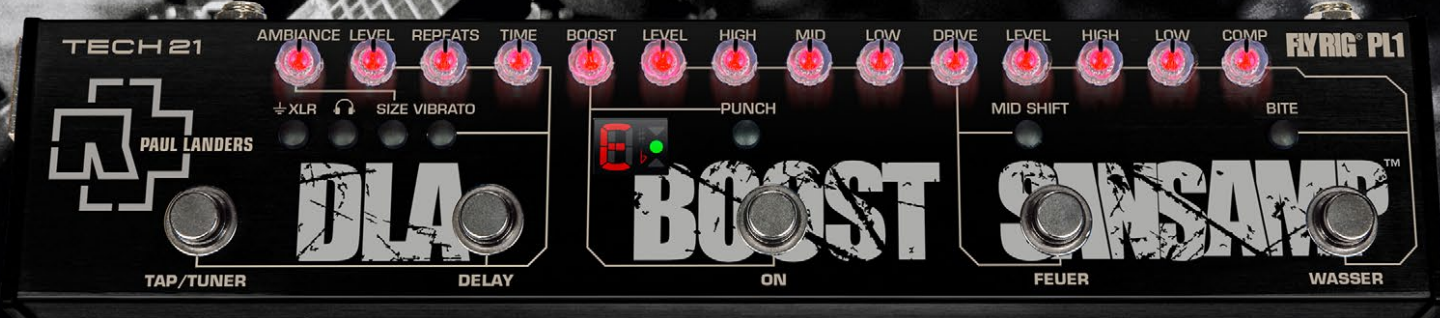 TECH 21
AMBIANCE LEVEL REPEATS TIME BOOST LEVEL HIGH MID LOW DRIVE LEVEL HIGH LOW COMP FLY RIG® PL1
XLR SIZE VIBRATO PUNCH MID SHIFT BITE
PAUL LANDERS
E ♭
DLA BOOST SANSAMP™
TAP/TUNER DELAY ON FEUER WASSER